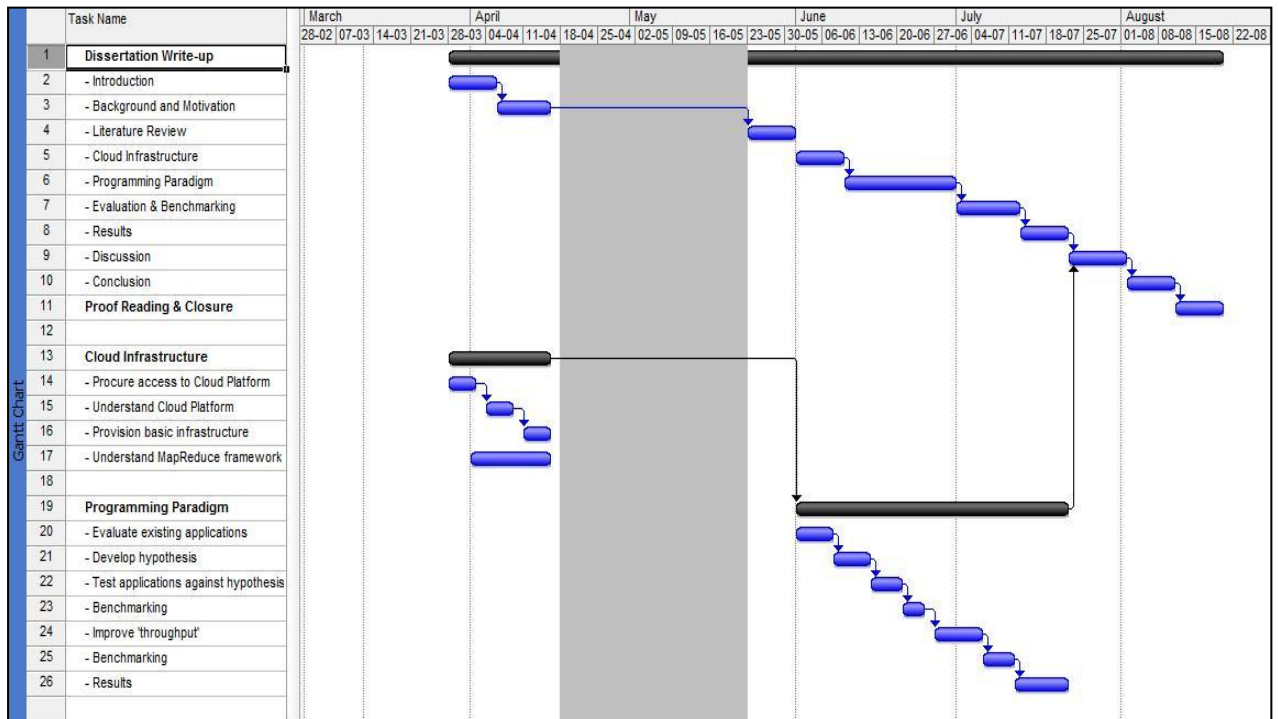 Task Name
March April May June July August
28-02 07-03 14-03 21-03 28-03 04-04 11-04 18-04 25-04 02-05 09-05 16-05 23-05 30-05 06-06 13-06 20-06 27-06 04-07 11-07 18-07 25-07 01-08 08-08 15-08 22-08
1 Dissertation Write-up
2 - Introduction
3 - Background and Motivation
4 - Literature Review
5 - Cloud Infrastructure
6 - Programming Paradigm
7 - Evaluation & Benchmarking
8 - Results
9 - Discussion
10 - Conclusion
11 Proof Reading & Closure
12
13 Cloud Infrastructure
14 - Procure access to Cloud Platform
15 - Understand Cloud Platform
16 - Provision basic infrastructure
17 - Understand MapReduce framework
18
19 Programming Paradigm
20 - Evaluate existing applications
21 - Develop hypothesis
22 - Test applications against hypothesis
23 - Benchmarking
24 - Improve 'throughput'
25 - Benchmarking
26 - Results
Gantt Chart